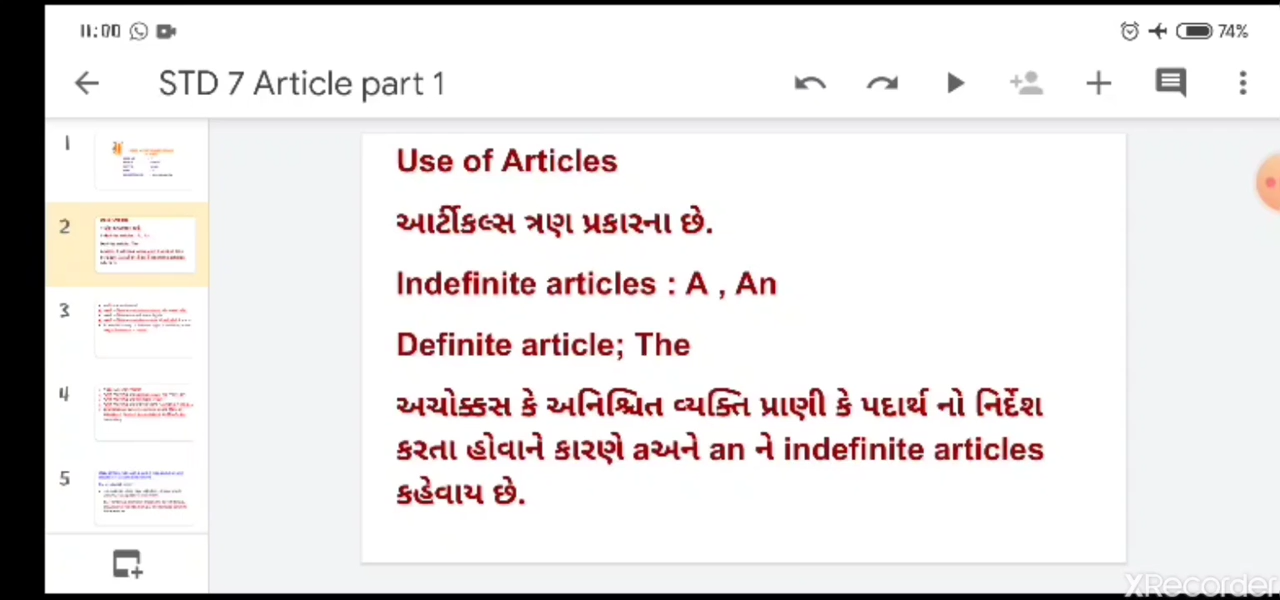 11:00
74%
STD 7 Article part 1
1
2
3
4
5
Use of Articles
આર્ટીકલ્સ ત્રણ પ્રકારના છે.
Indefinite articles : A , An
Definite article; The
અચોક્કસ કે અનિશ્ચિત વ્યક્તિ પ્રાણી કે પદાર્થ નો નિર્દેશ
કરતા હોવાને કારણે aઅને an ને indefinite articles
કહેવાય છે.
XRecorder